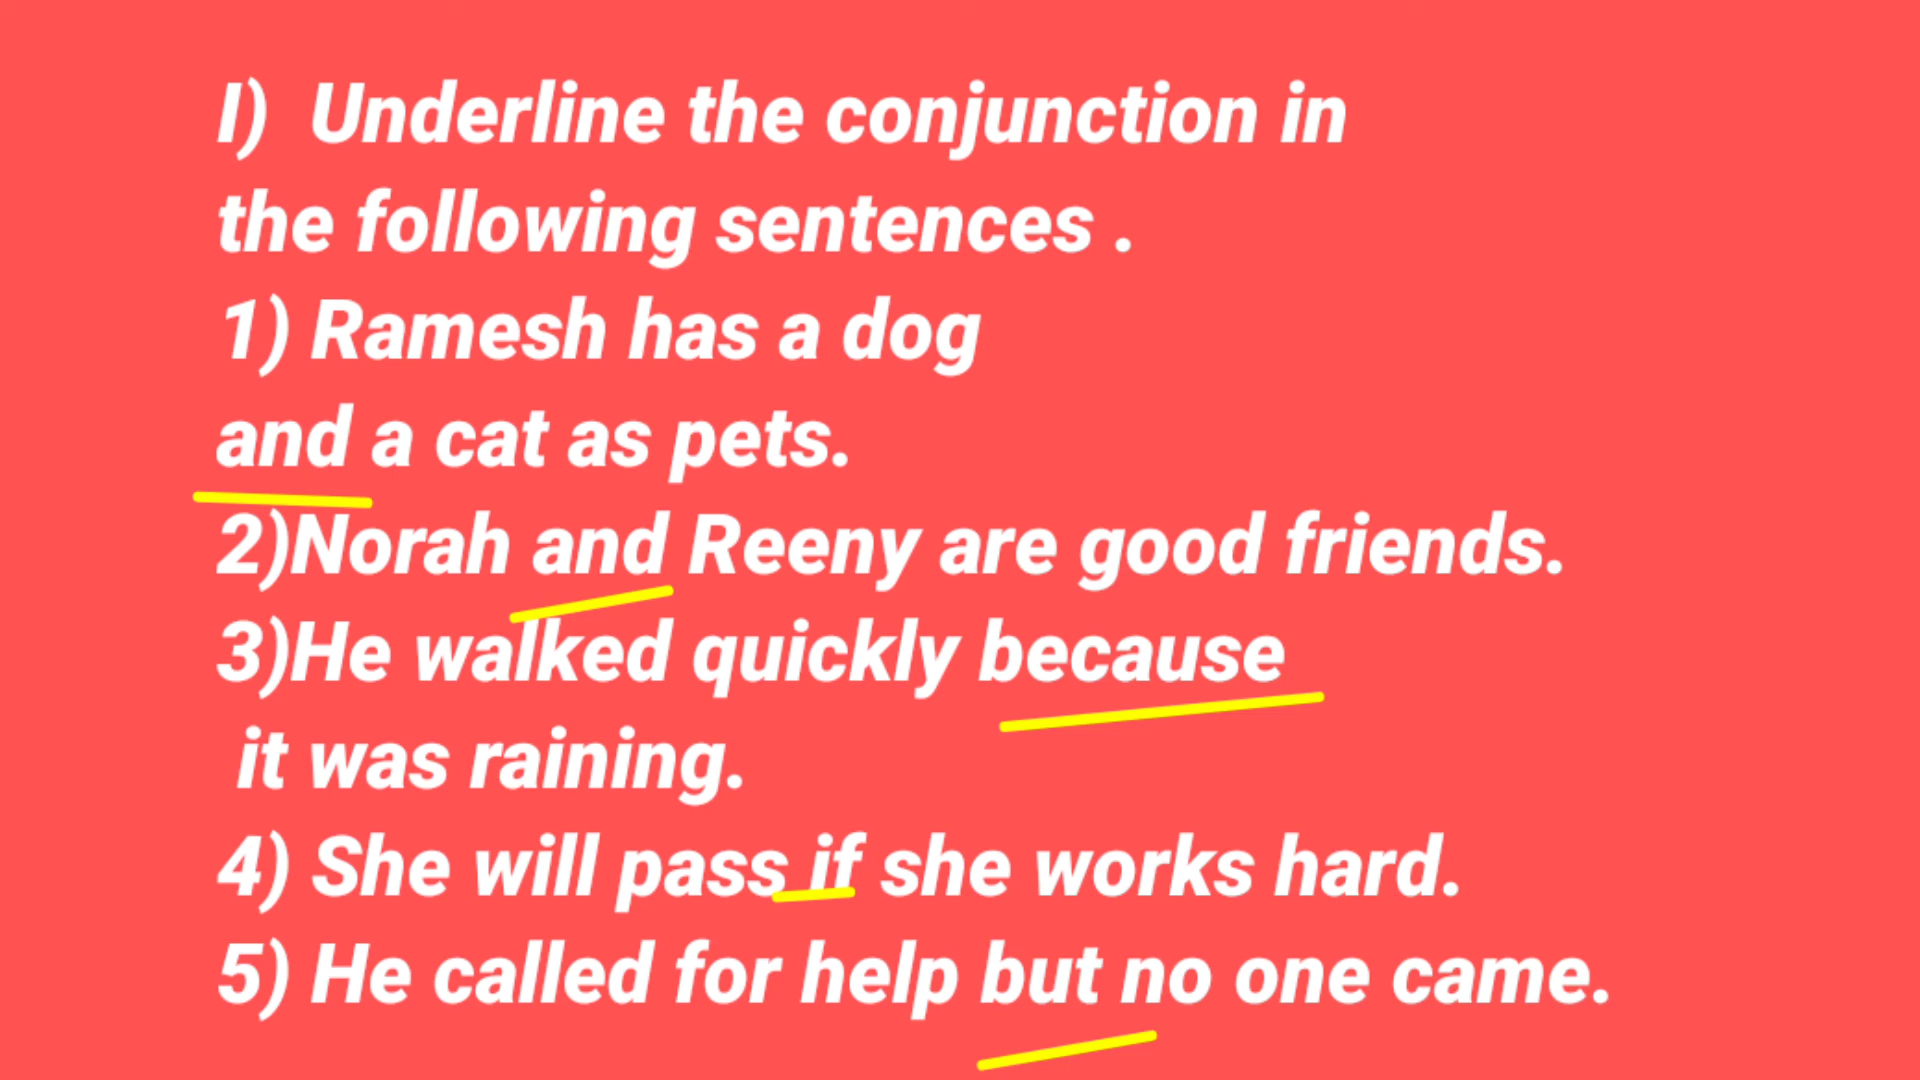 I) Underline the conjunction in
the following sentences .
1) Ramesh has a dog
and a cat as pets.
2)Norah and Reeny are good friends.
3)He walked quickly because
it was raining.
4) She will pass if she works hard.
5) He called for help but no one came.